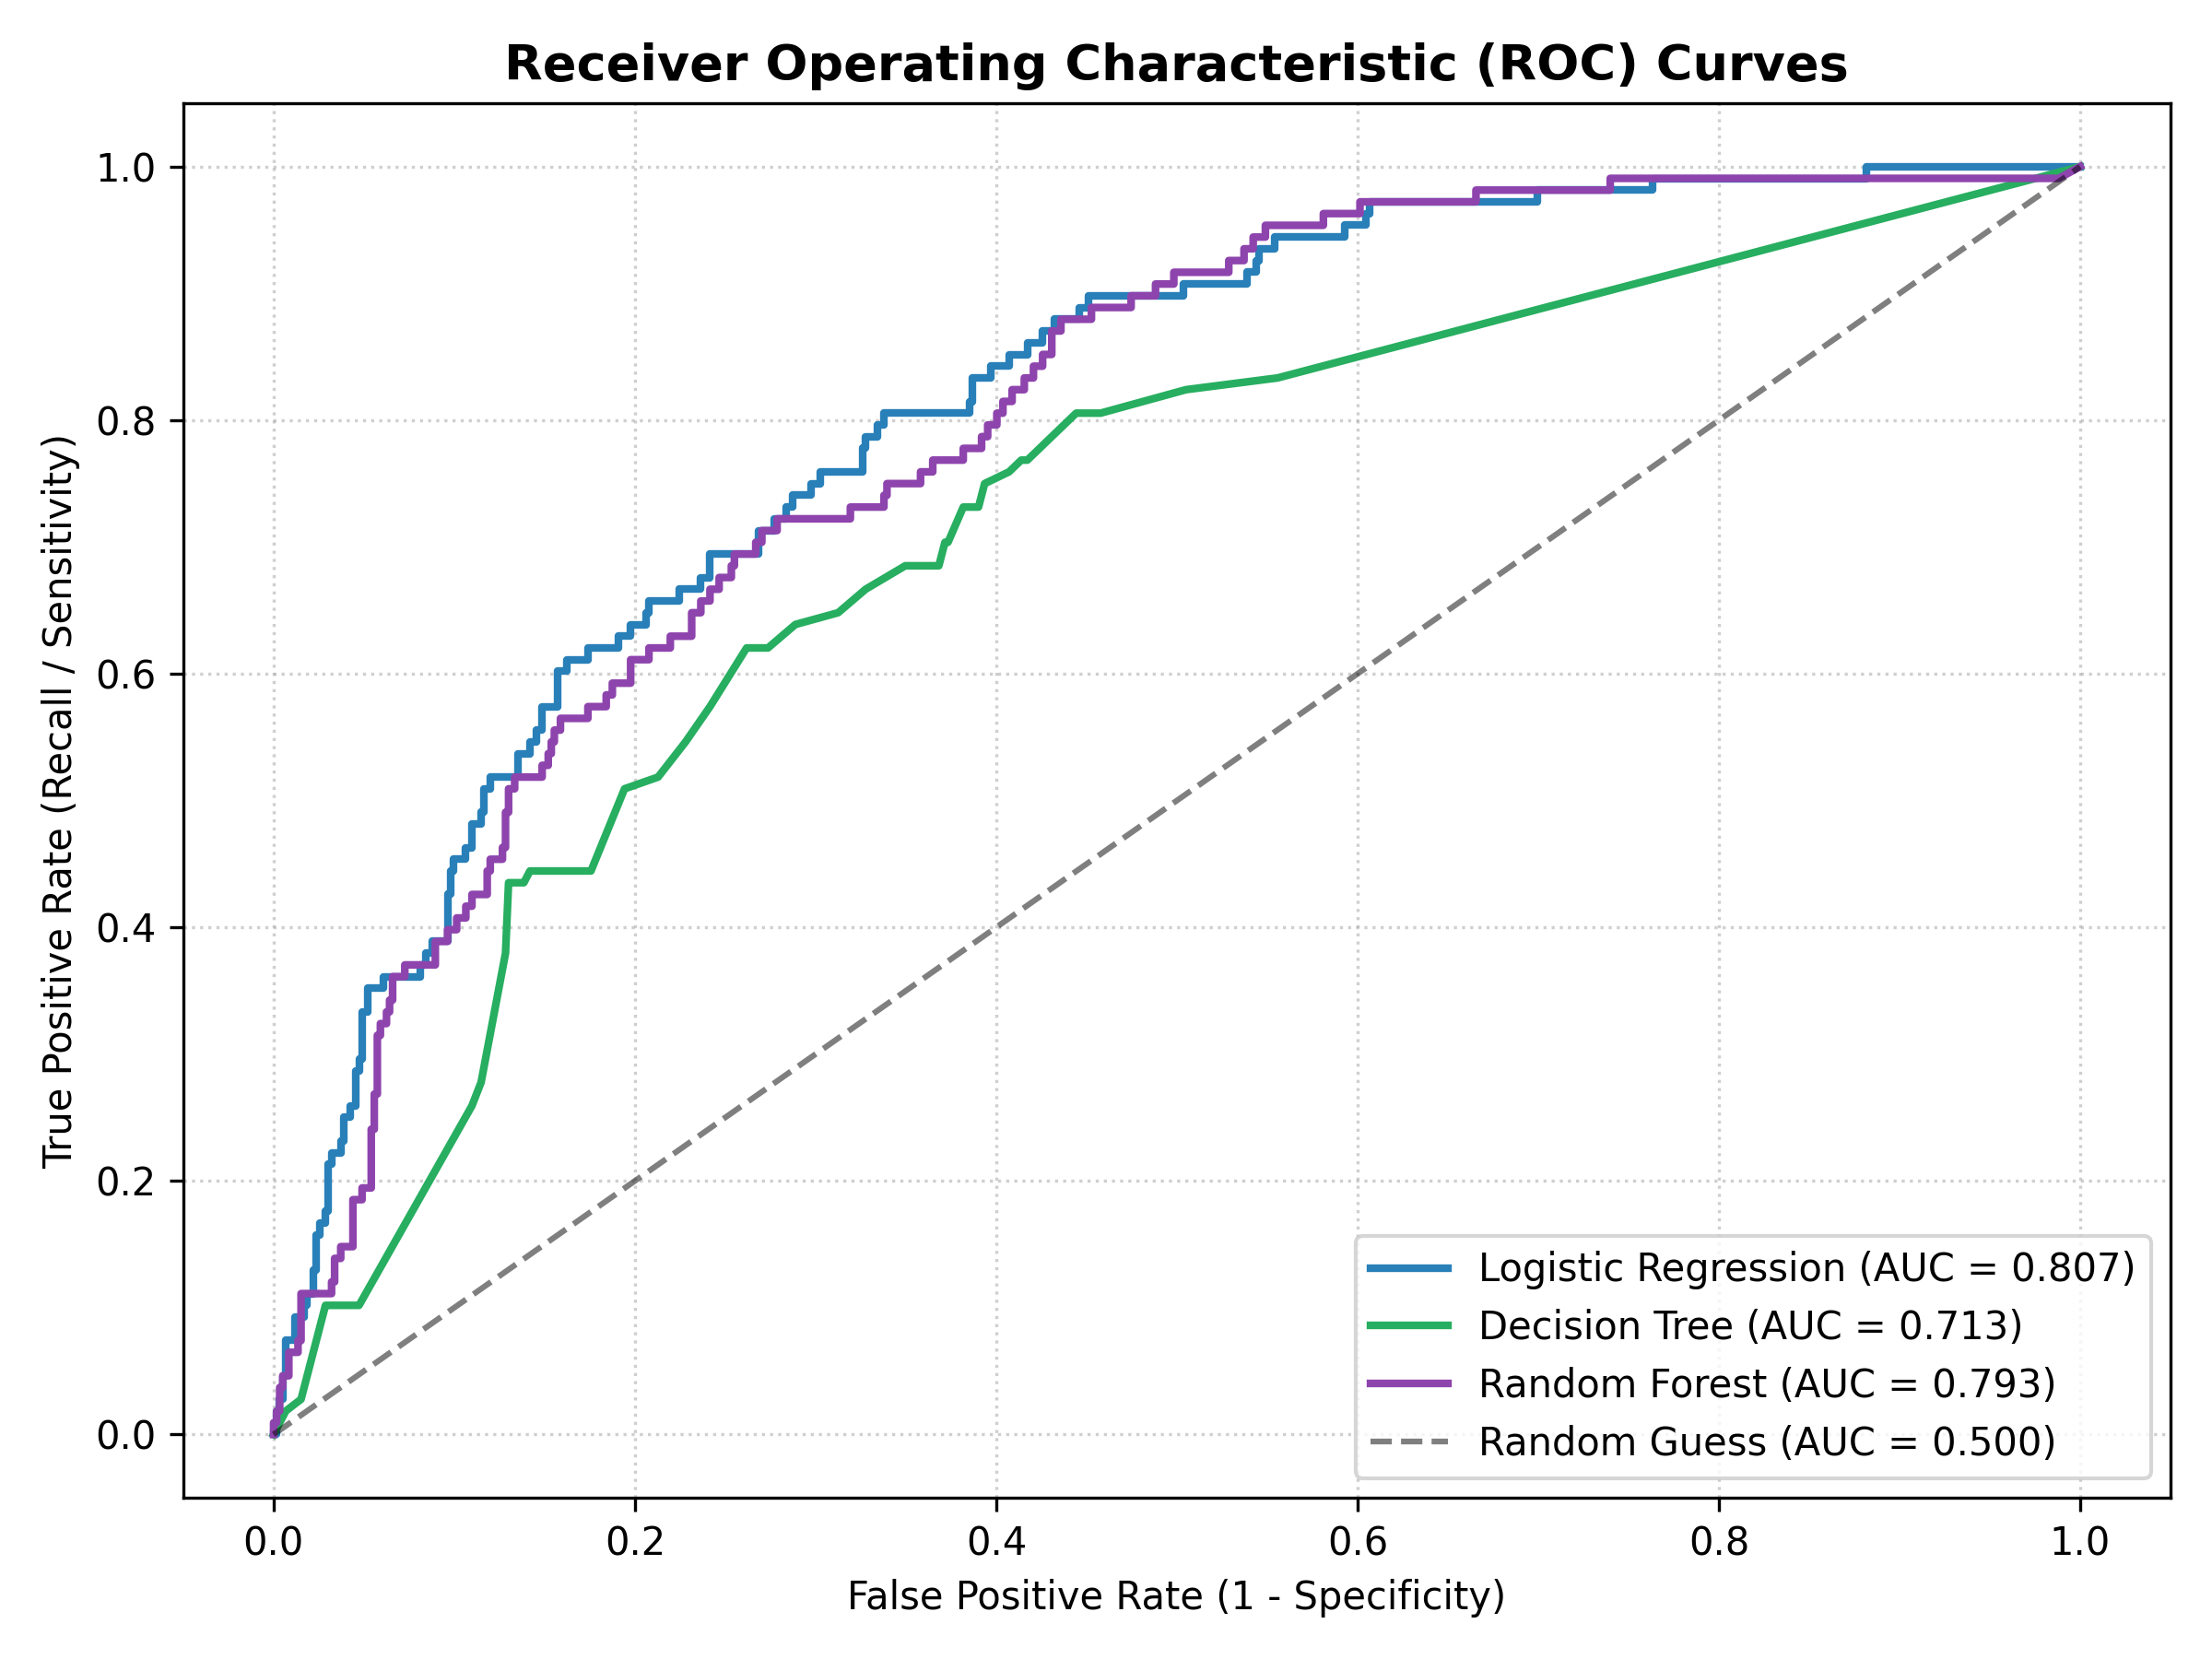 Receiver Operating Characteristic (ROC) Curves
True Positive Rate (Recall / Sensitivity)
1.0
0.8
0.6
0.4
0.2
0.0
0.0 0.2 0.4 0.6 0.8 1.0
False Positive Rate (1 - Specificity)
Logistic Regression (AUC = 0.807)
Decision Tree (AUC = 0.713)
Random Forest (AUC = 0.793)
Random Guess (AUC = 0.500)